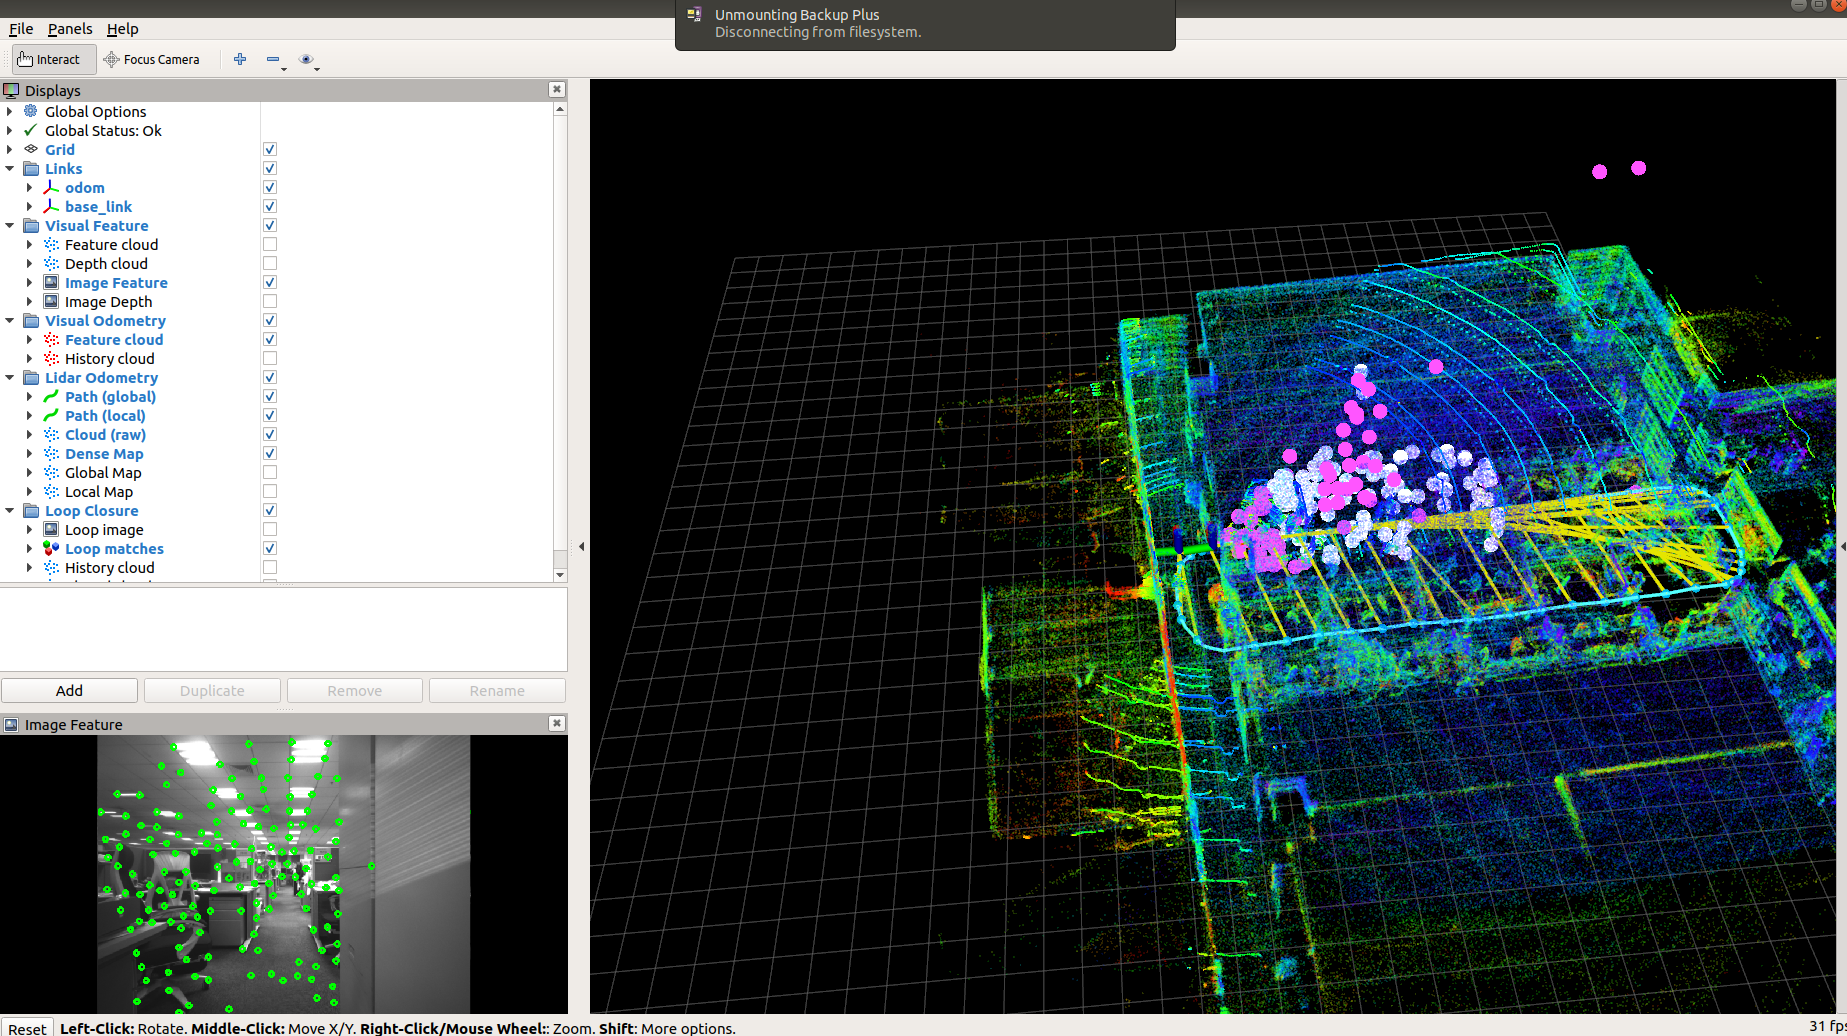 Unmounting Backup Plus
Disconnecting from filesystem.
File Panels Help
Interact Focus Camera
Displays
Global Options
Global Status: Ok
Grid
Links
odom
base_link
Visual Feature
Feature cloud
Depth cloud
Image Feature
Image Depth
Visual Odometry
Feature cloud
History cloud
Lidar Odometry
Path (global)
Path (local)
Cloud (raw)
Dense Map
Global Map
Local Map
Loop Closure
Loop image
Loop matches
History cloud
Add Duplicate Remove Rename
Image Feature
Reset Left-Click: Rotate. Middle-Click: Move X/Y. Right-Click/Mouse Wheel:: Zoom. Shift: More options. 31 fps